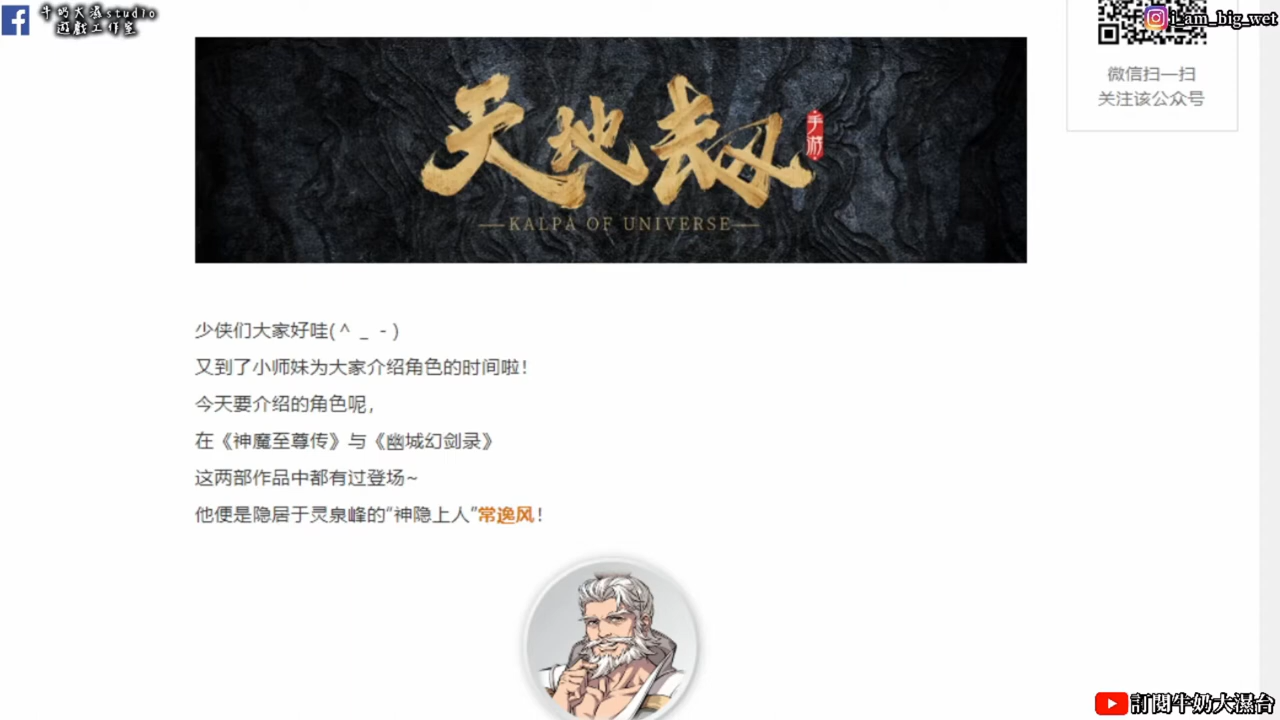 牛奶大濕studio
遊戲工作室
i_am_big_wet
微信扫一扫
关注该公众号
天地劫
手游
KALPA OF UNIVERSE
少侠们大家好哇(^ _ -)
又到了小师妹为大家介绍角色的时间啦！
今天要介绍的角色呢，
在《神魔至尊传》与《幽城幻剑录》
这两部作品中都有过登场~
他便是隐居于灵泉峰的“神隐上人”常逸风！
訂閱牛奶大濕台